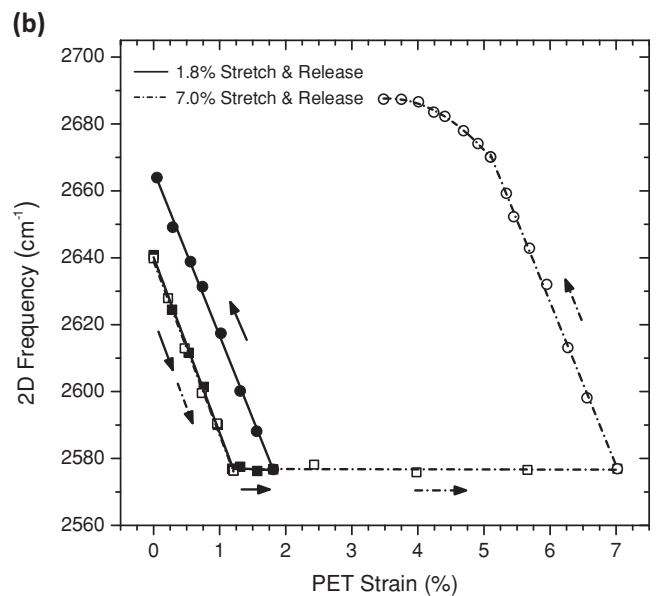 (b)
1.8% Stretch & Release
7.0% Stretch & Release
2700
2680
2660
2640
2620
2600
2580
2560
2D Frequency (cm⁻¹)
0 1 2 3 4 5 6 7
PET Strain (%)